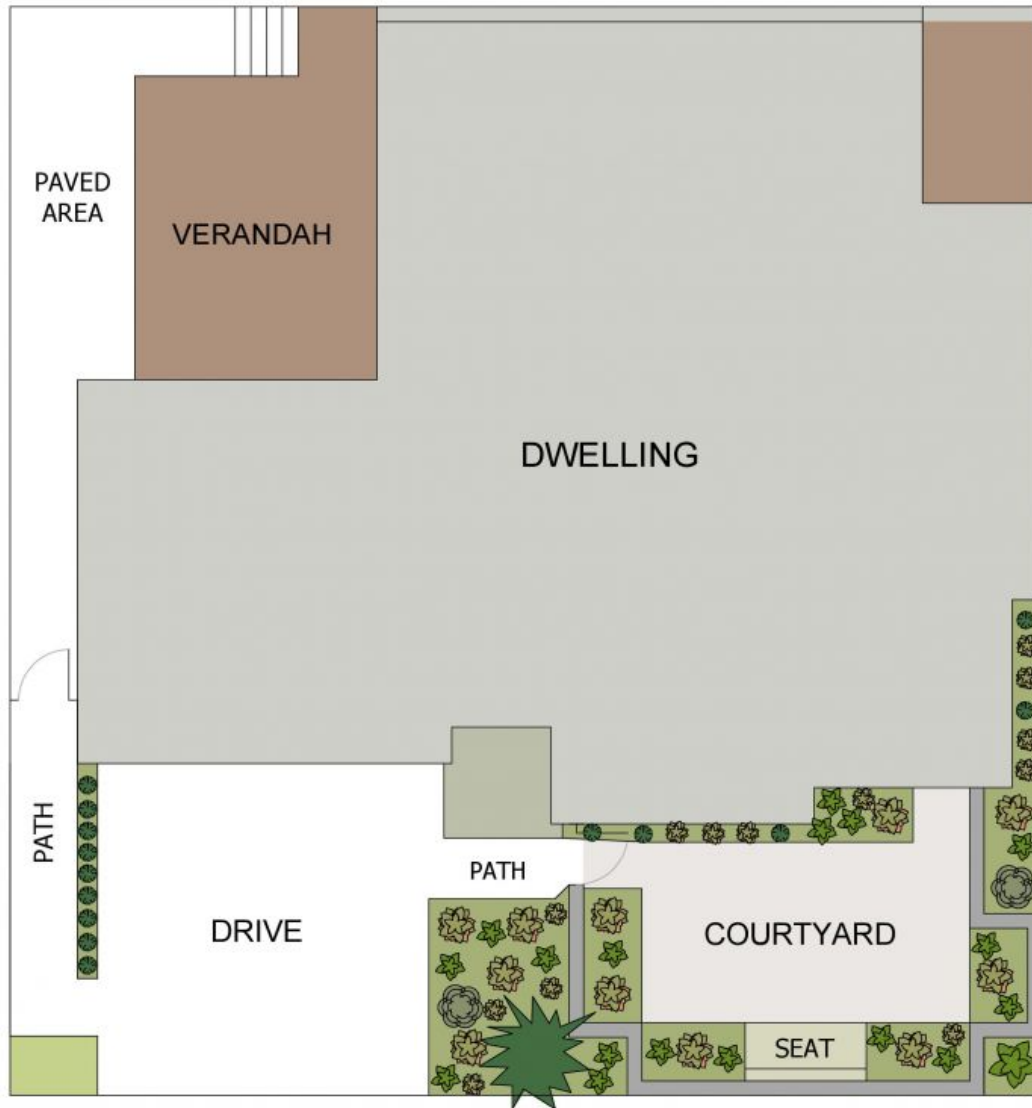 PAVED
AREA
VERANDAH
DWELLING
PATH
PATH
DRIVE
COURTYARD
SEAT